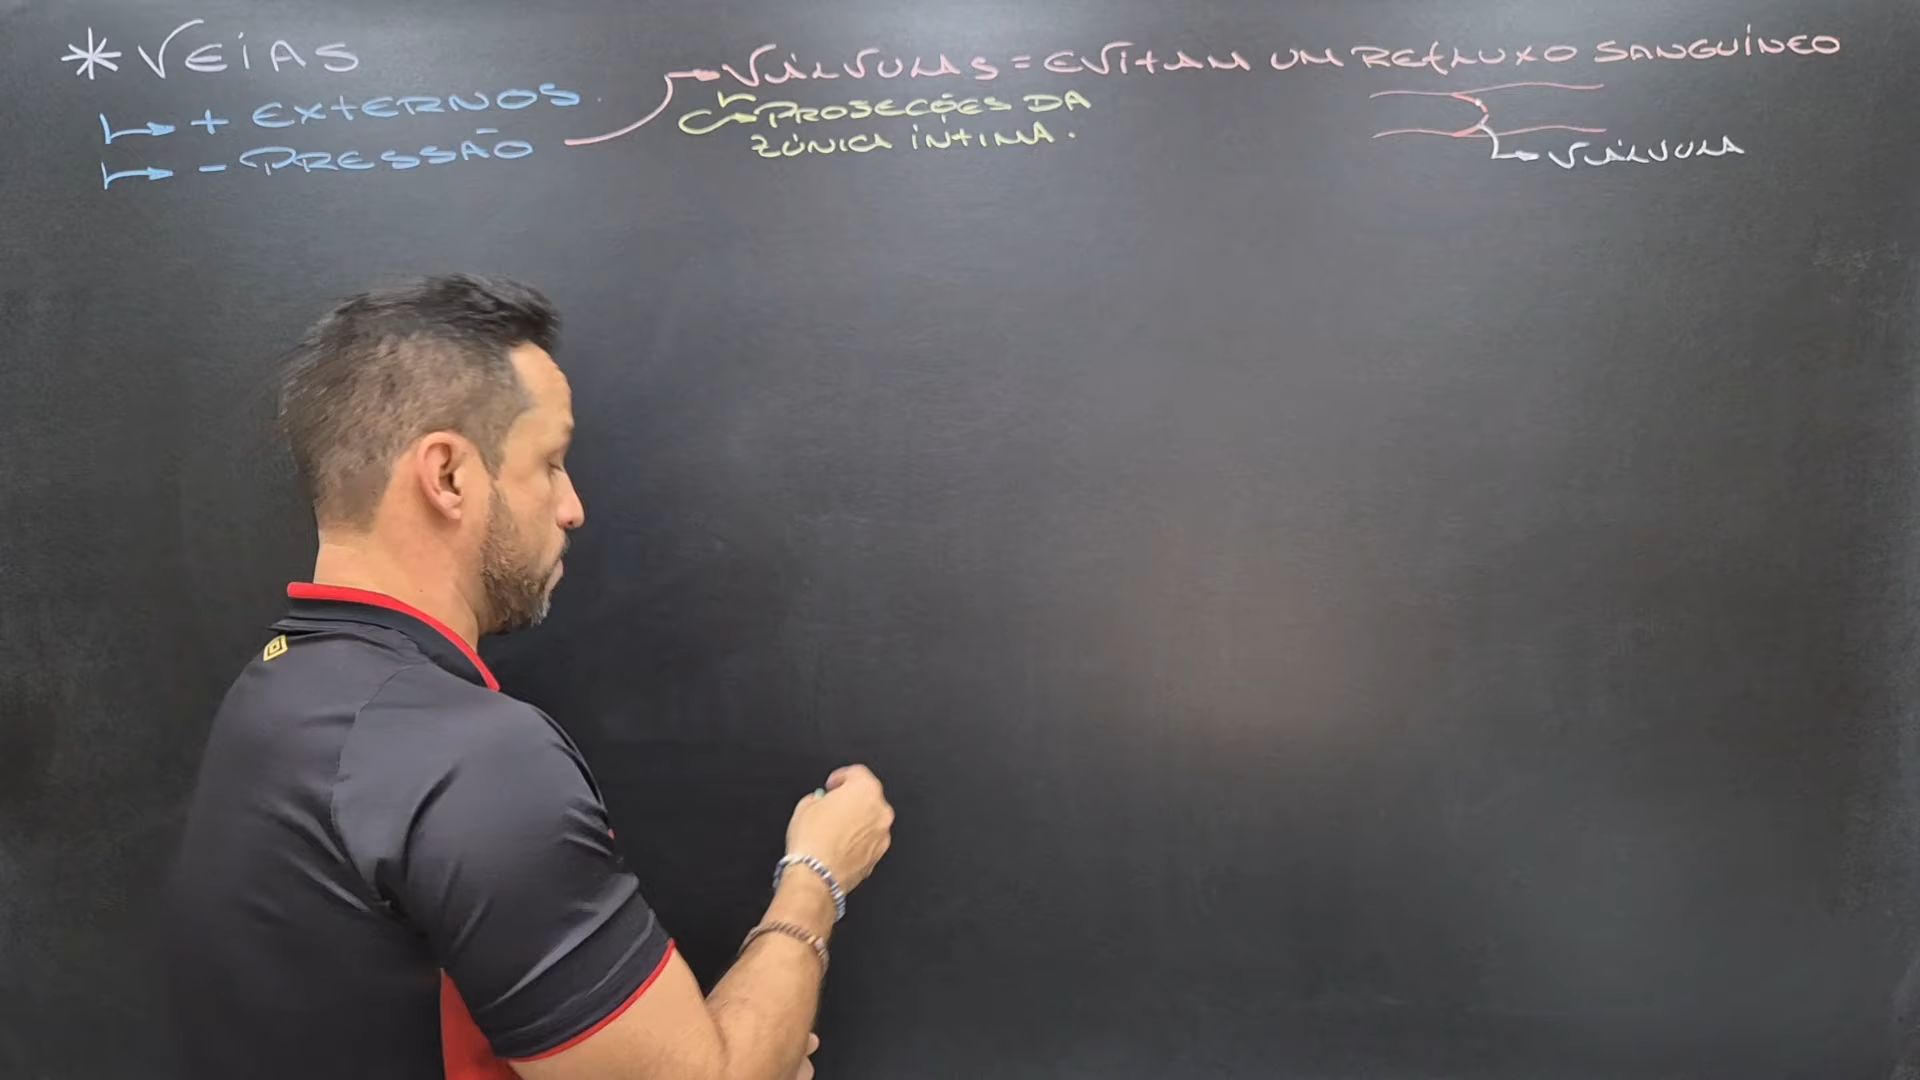 * VEIAS
VÁLVULAS = EVITAM UM REFLUXO SANGUÍNEO
+ EXTERNOS.
PROJEÇÕES DA
- PRESSÃO
TÚNICA ÍNTIMA.
VÁLVULA